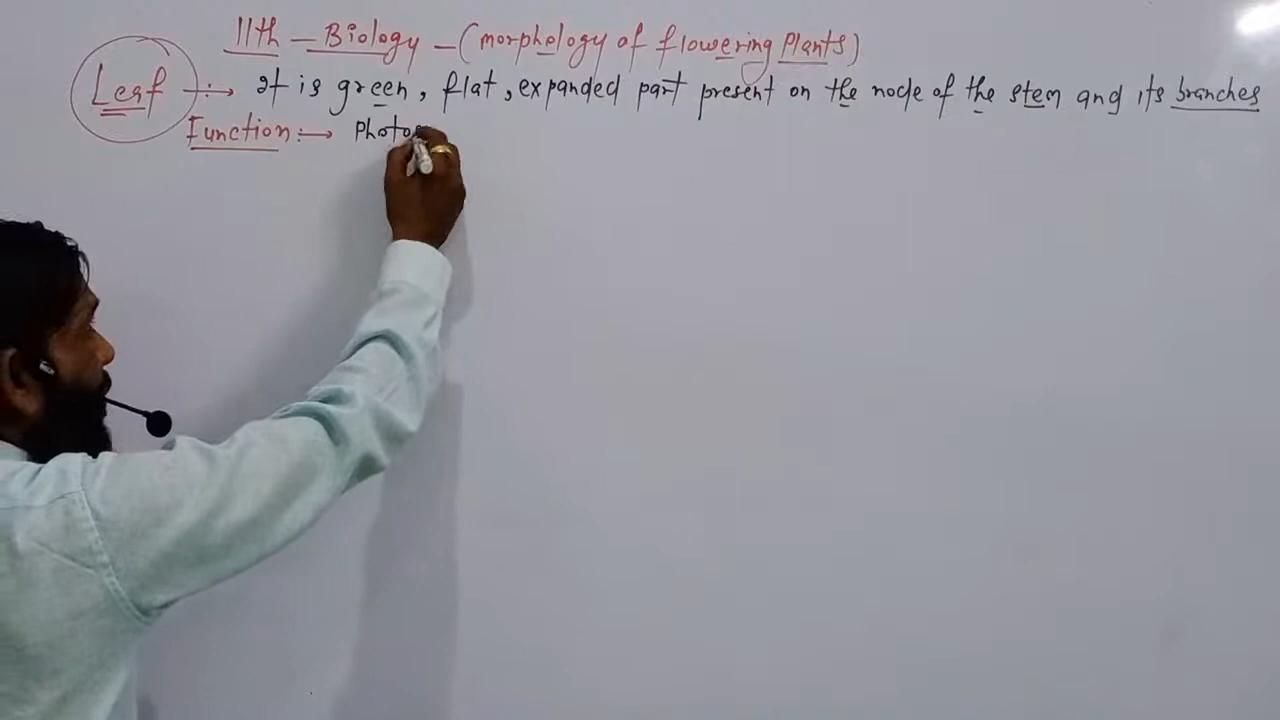 11th - Biology - (morphology of flowering Plants)
Leaf :→ It is green, flat, expanded part present on the node of the stem and its branches
Function :→ Photos